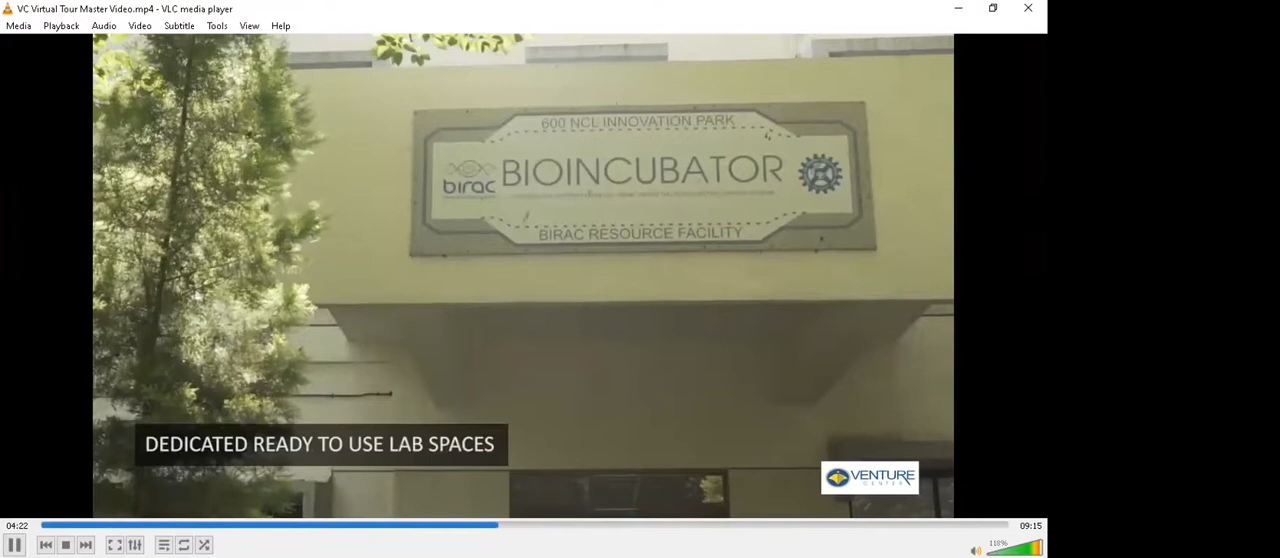 VC Virtual Tour Master Video.mp4 - VLC media player
Media Playback Audio Video Subtitle Tools View Help
600 NCL INNOVATION PARK
birac
BIOINCUBATOR
BIRAC RESOURCE FACILITY
DEDICATED READY TO USE LAB SPACES
VENTURE
CENTER
04:22
09:15
118%